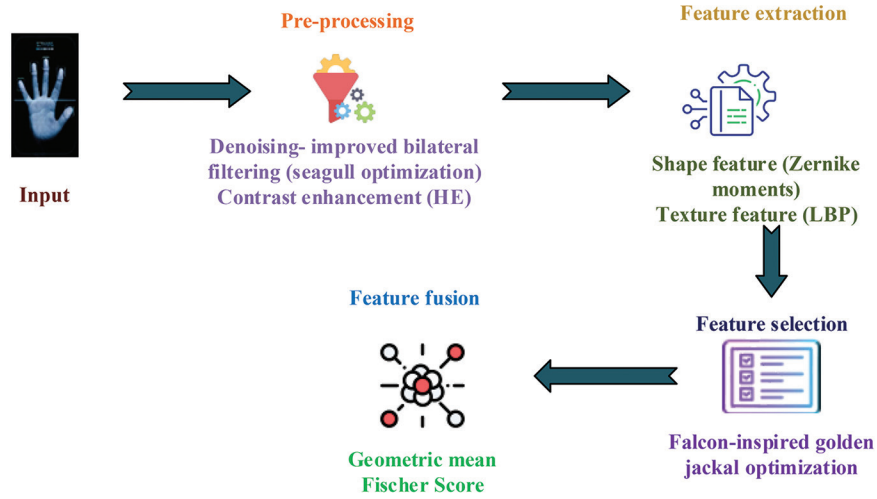 Input
Pre-processing
Denoising- improved bilateral
filtering (seagull optimization)
Contrast enhancement (HE)
Feature extraction
Shape feature (Zernike
moments)
Texture feature (LBP)
Feature selection
Falcon-inspired golden
jackal optimization
Feature fusion
Geometric mean
Fischer Score